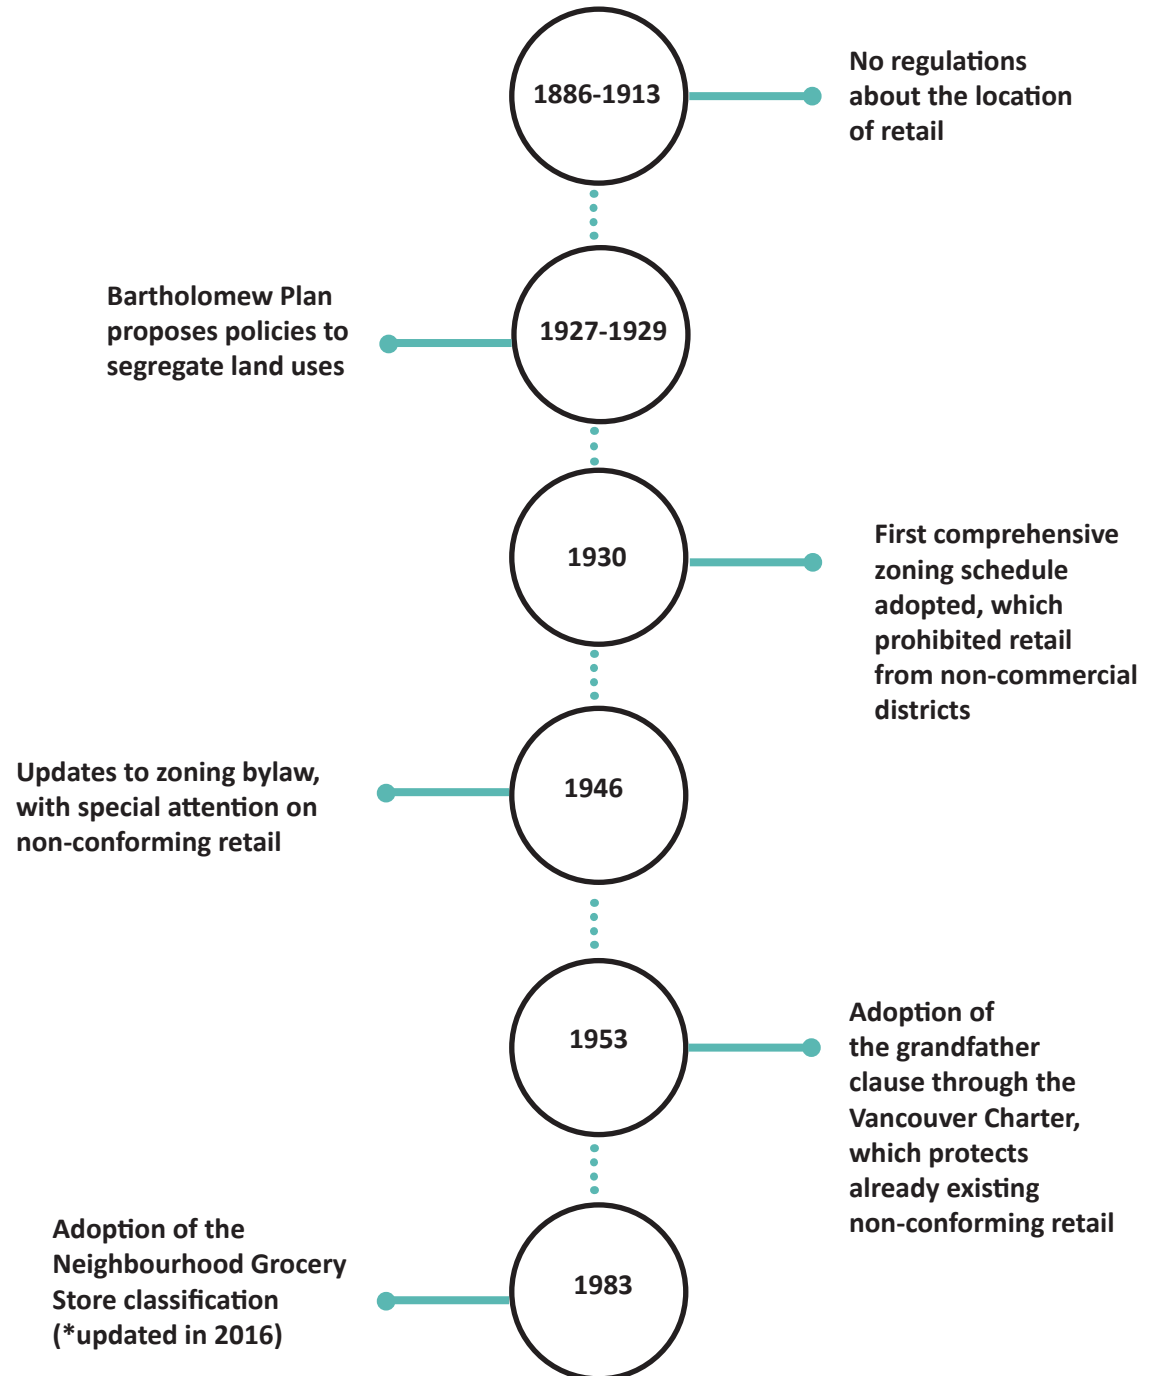 1886-1913
No regulations
about the location
of retail
Bartholomew Plan
proposes policies to
segregate land uses
1927-1929
1930
First comprehensive
zoning schedule
adopted, which
prohibited retail
from non-commercial
districts
Updates to zoning bylaw,
with special attention on
non-conforming retail
1946
1953
Adoption of
the grandfather
clause through the
Vancouver Charter,
which protects
already existing
non-conforming retail
Adoption of the
Neighbourhood Grocery
Store classification
(*updated in 2016)
1983